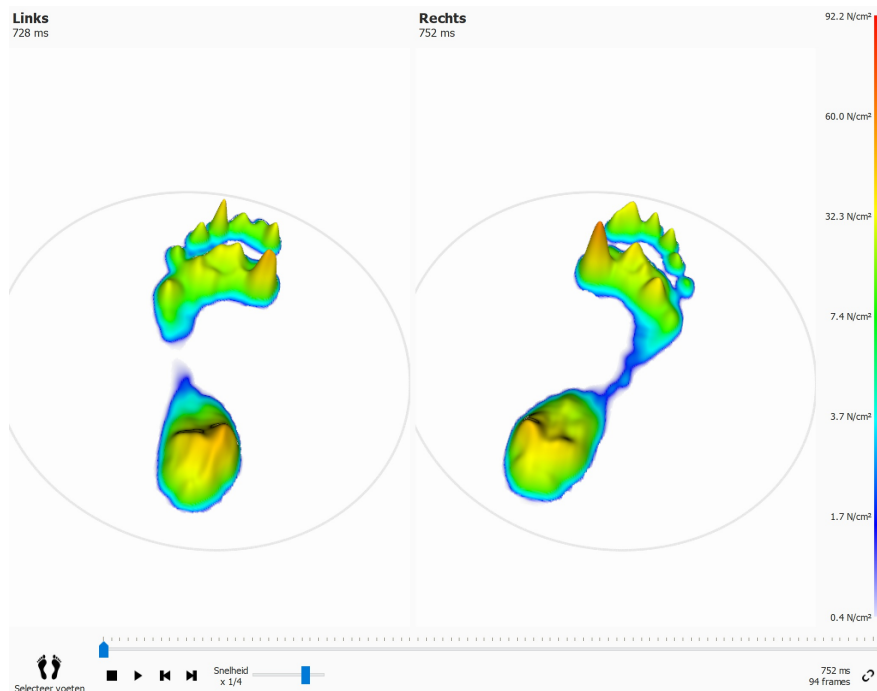 Links
728 ms
Rechts
752 ms
92.2 N/cm²
60.0 N/cm²
32.3 N/cm²
7.4 N/cm²
3.7 N/cm²
1.7 N/cm²
0.4 N/cm²
Selecteer voeten
Snelheid
x 1/4
752 ms
94 frames